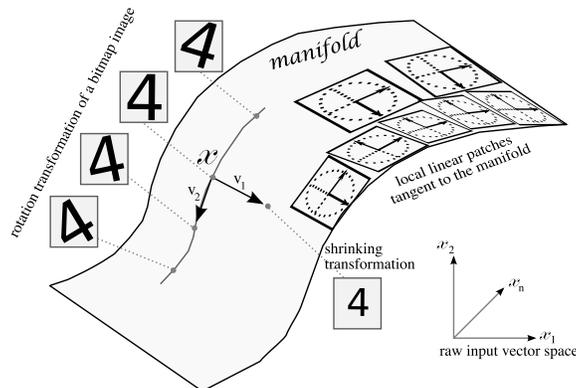 rotation transformation of a bitmap image
4
4
4
4
manifold
x
v₁
v₂
local linear patches
tangent to the manifold
shrinking
transformation
4
x₂
xₙ
x₁
raw input vector space